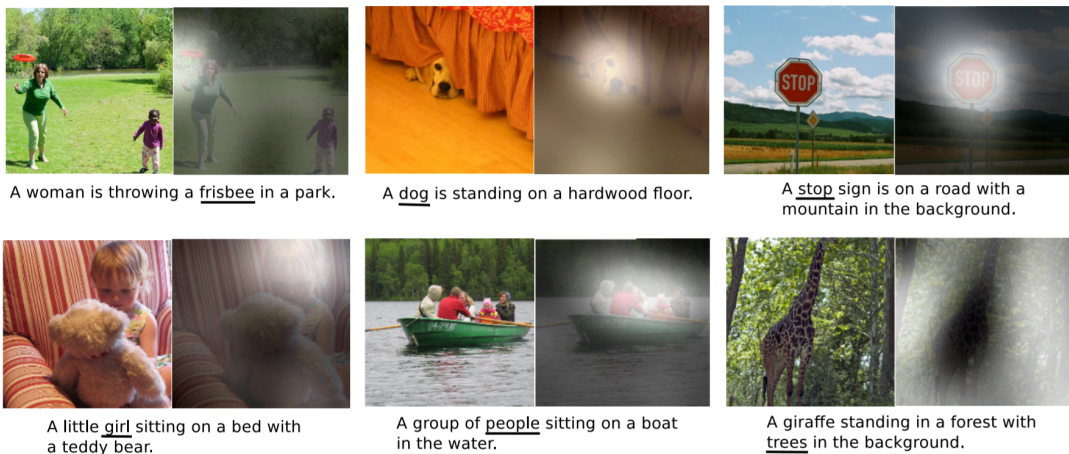 STOP
STOP
A woman is throwing a frisbee in a park.
A dog is standing on a hardwood floor.
A stop sign is on a road with a
mountain in the background.
A little girl sitting on a bed with
a teddy bear.
A group of people sitting on a boat
in the water.
A giraffe standing in a forest with
trees in the background.